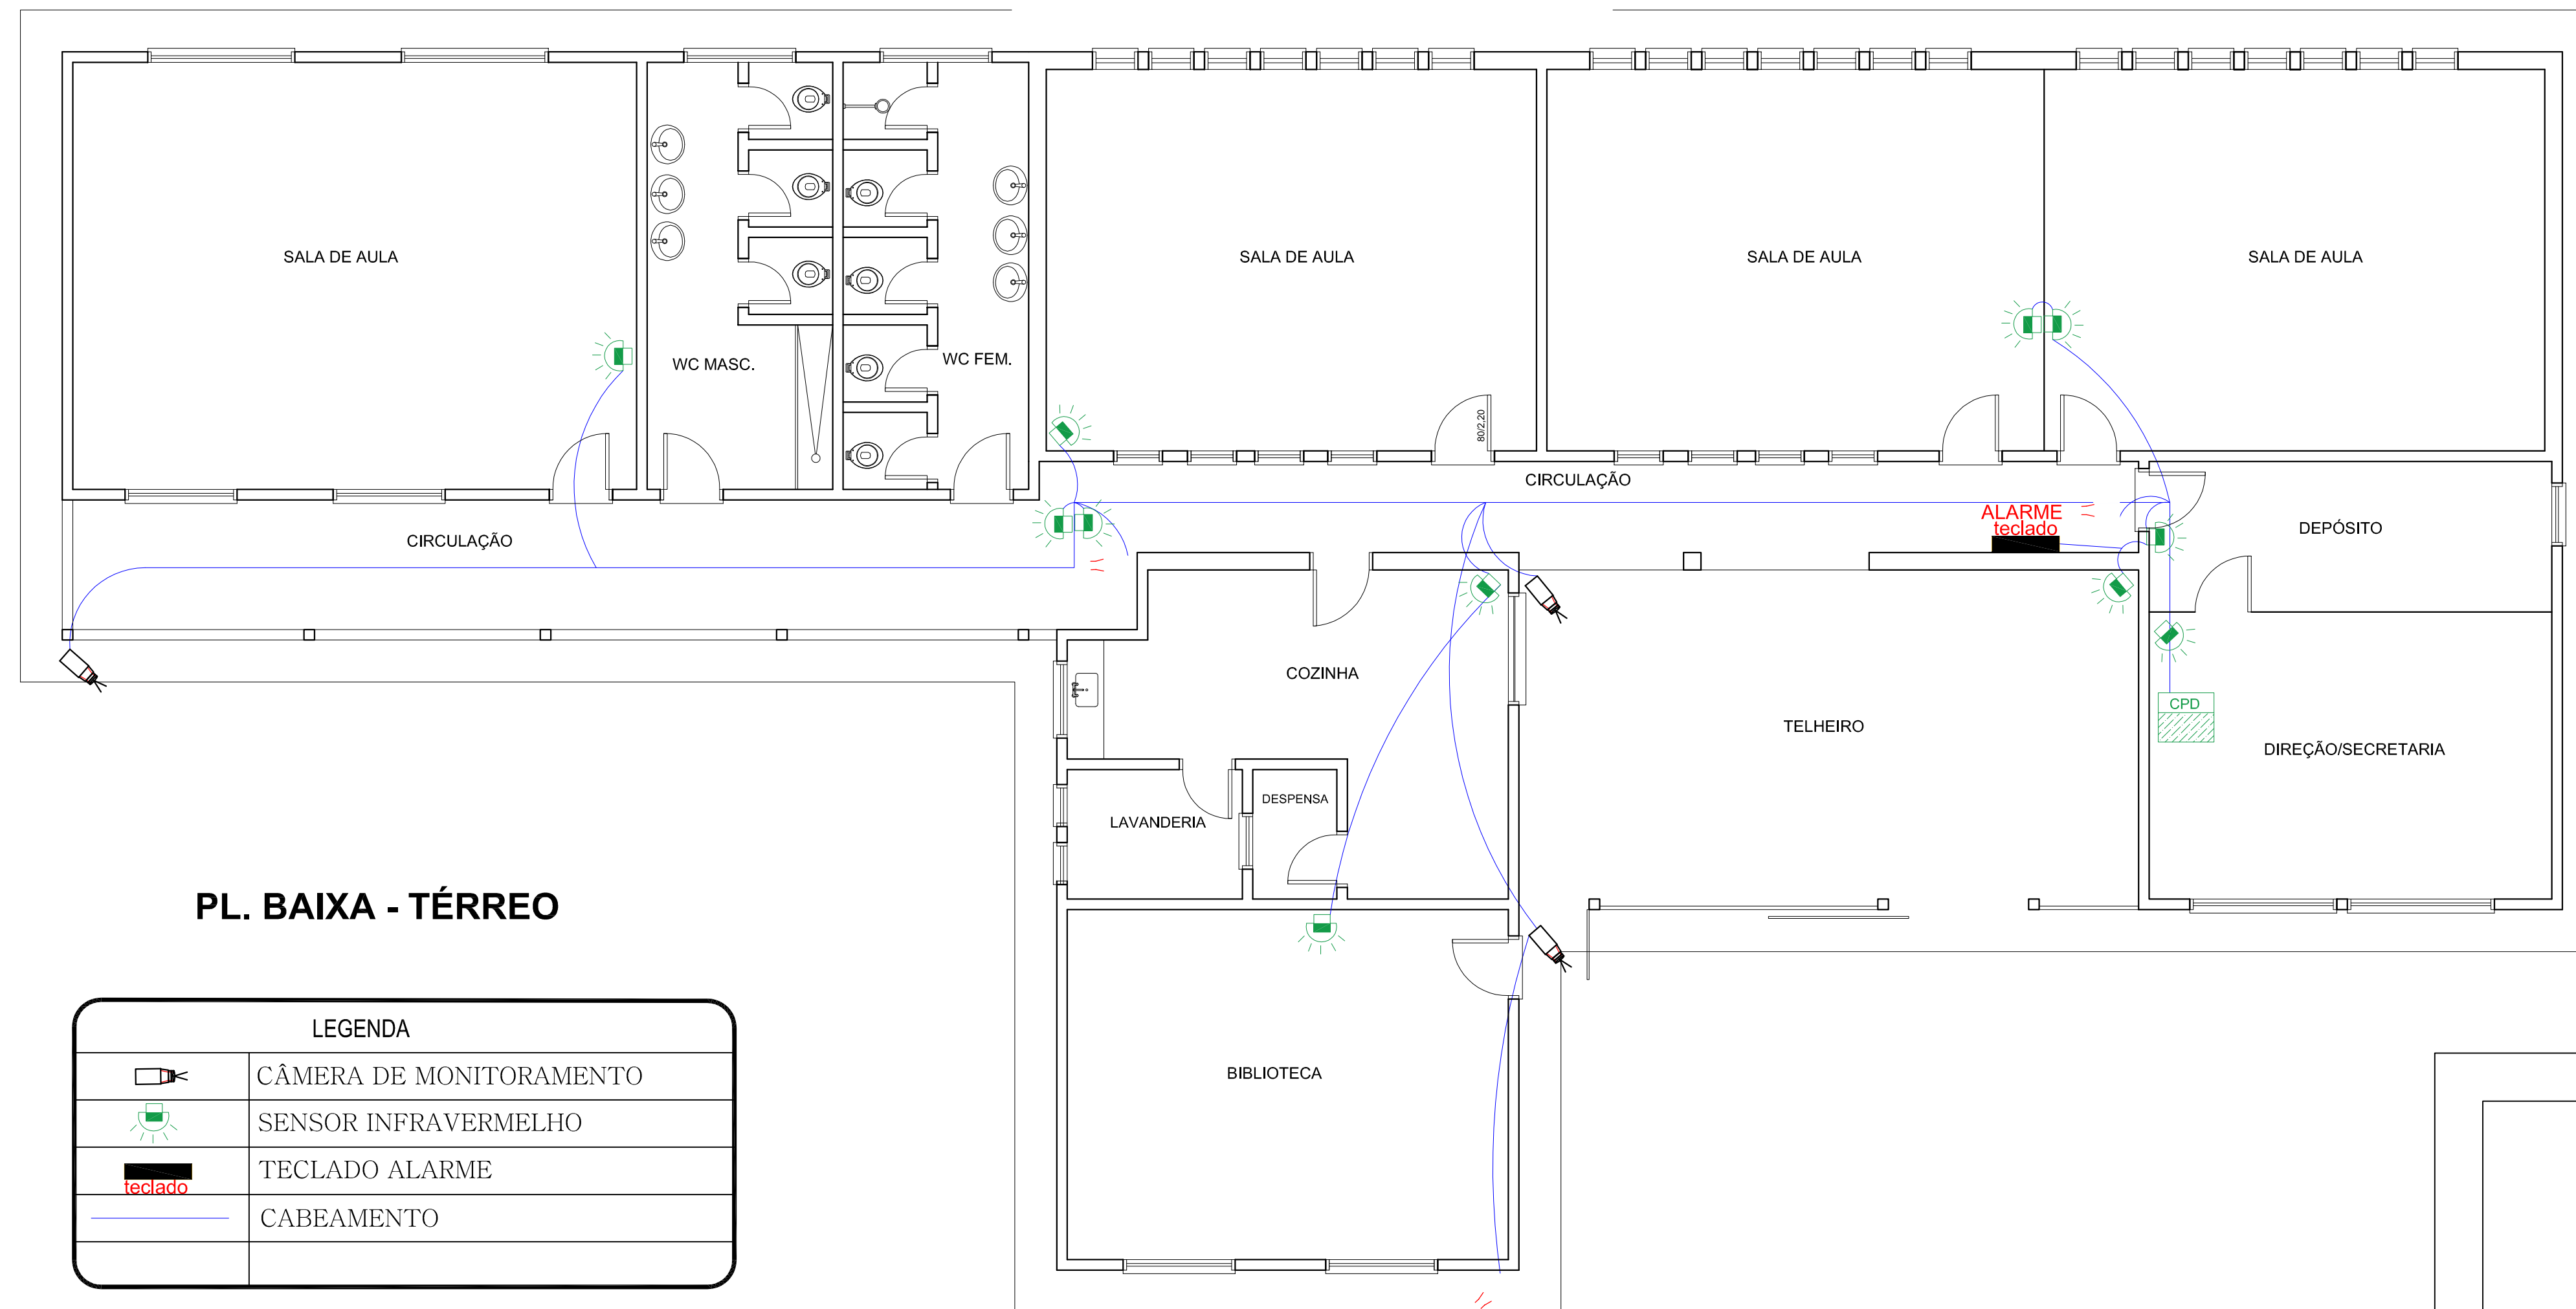 SALA DE AULA
SALA DE AULA
SALA DE AULA
SALA DE AULA
WC MASC.
WC FEM.
80/2,20
CIRCULAÇÃO
CIRCULAÇÃO
ALARME
teclado
DEPÓSITO
COZINHA
CPD
TELHEIRO
DIREÇÃO/SECRETARIA
DESPENSA
LAVANDERIA
PL. BAIXA - TÉRREO
BIBLIOTECA
LEGENDA
CÂMERA DE MONITORAMENTO
SENSOR INFRAVERMELHO
teclado
TECLADO ALARME
CABEAMENTO